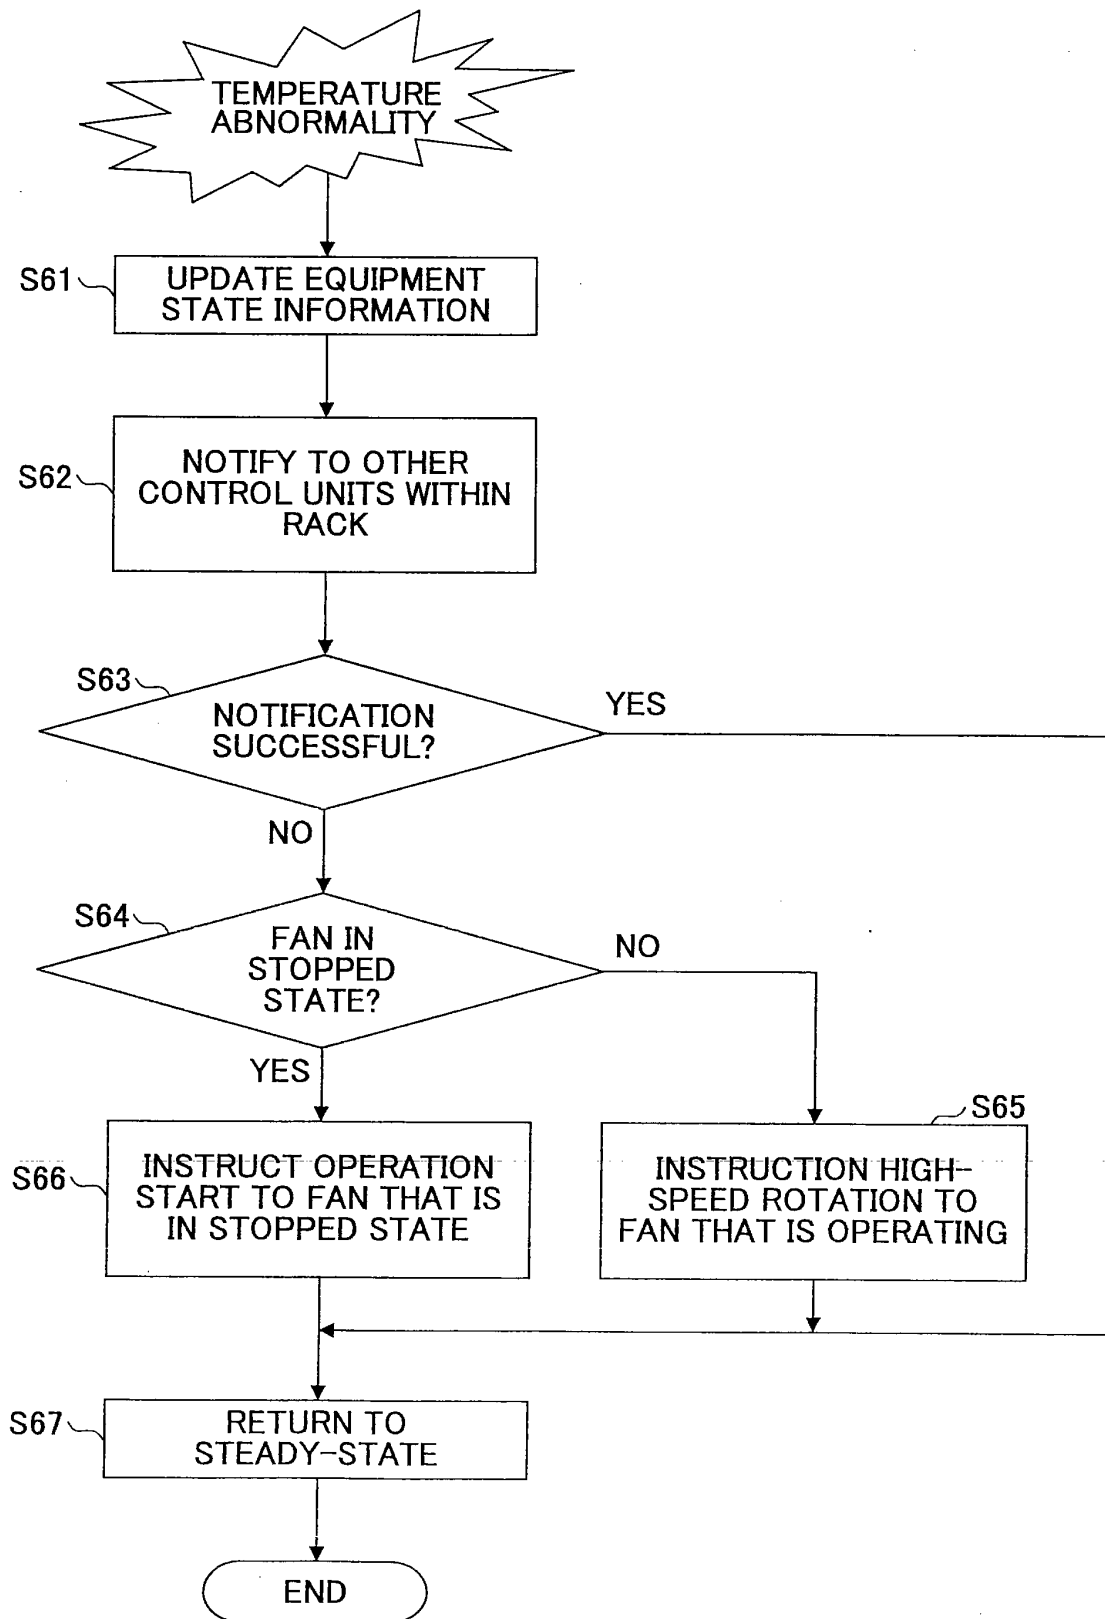 TEMPERATURE
ABNORMALITY
S61
UPDATE EQUIPMENT
STATE INFORMATION
S62
NOTIFY TO OTHER
CONTROL UNITS WITHIN
RACK
S63
NOTIFICATION
SUCCESSFUL?
YES
NO
S64
FAN IN
STOPPED
STATE?
NO
YES
S66
INSTRUCT OPERATION
START TO FAN THAT IS
IN STOPPED STATE
S65
INSTRUCTION HIGH-
SPEED ROTATION TO
FAN THAT IS OPERATING
S67
RETURN TO
STEADY-STATE
END